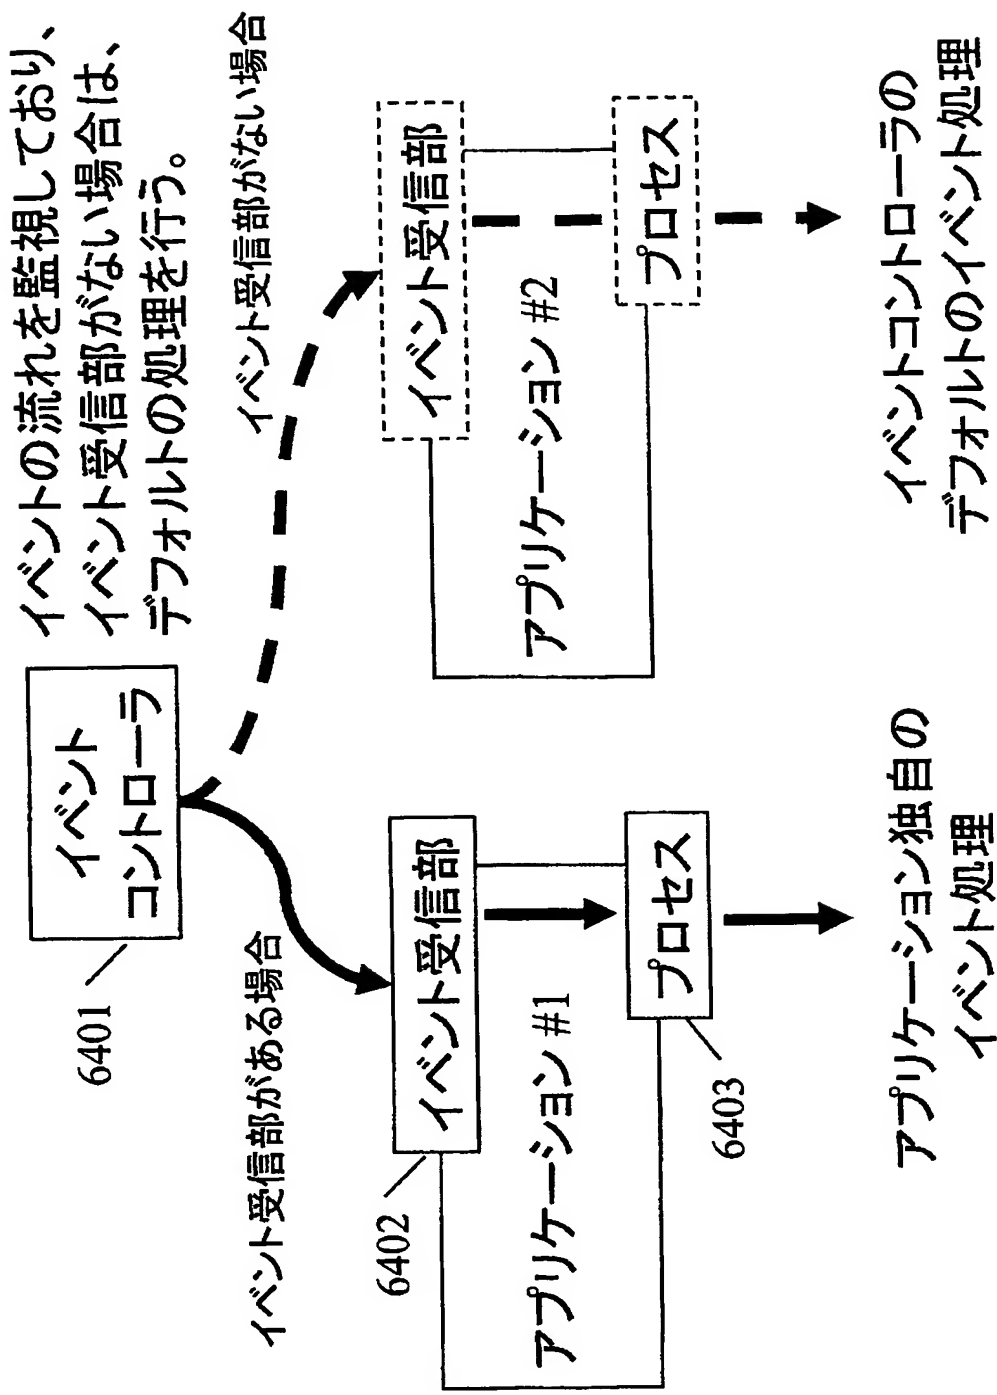 イベントの流れを監視しており、
イベント受信部がない場合は、
デフォルトの処理を行う。
イベント
コントローラ
6401
イベント受信部がある場合
イベント受信部がない場合
イベント受信部
6402
アプリケーション #1
プロセス
6403
アプリケーション独自の
イベント処理
イベント受信部
アプリケーション #2
プロセス
イベントコントローラの
デフォルトのイベント処理